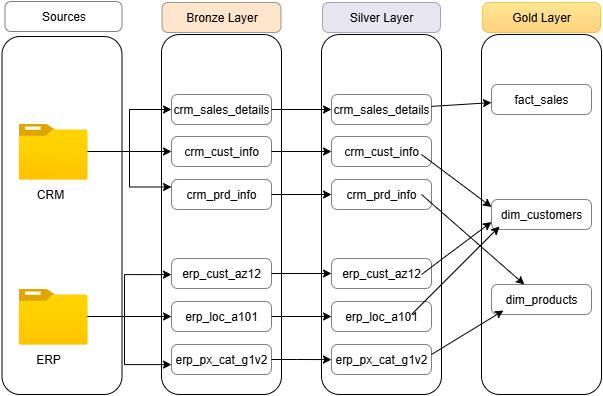 Sources
Bronze Layer
Silver Layer
Gold Layer
crm_sales_details
crm_sales_details
fact_sales
crm_cust_info
crm_cust_info
CRM
crm_prd_info
crm_prd_info
dim_customers
erp_cust_az12
erp_cust_az12
dim_products
erp_loc_a101
erp_loc_a101
ERP
erp_px_cat_g1v2
erp_px_cat_g1v2